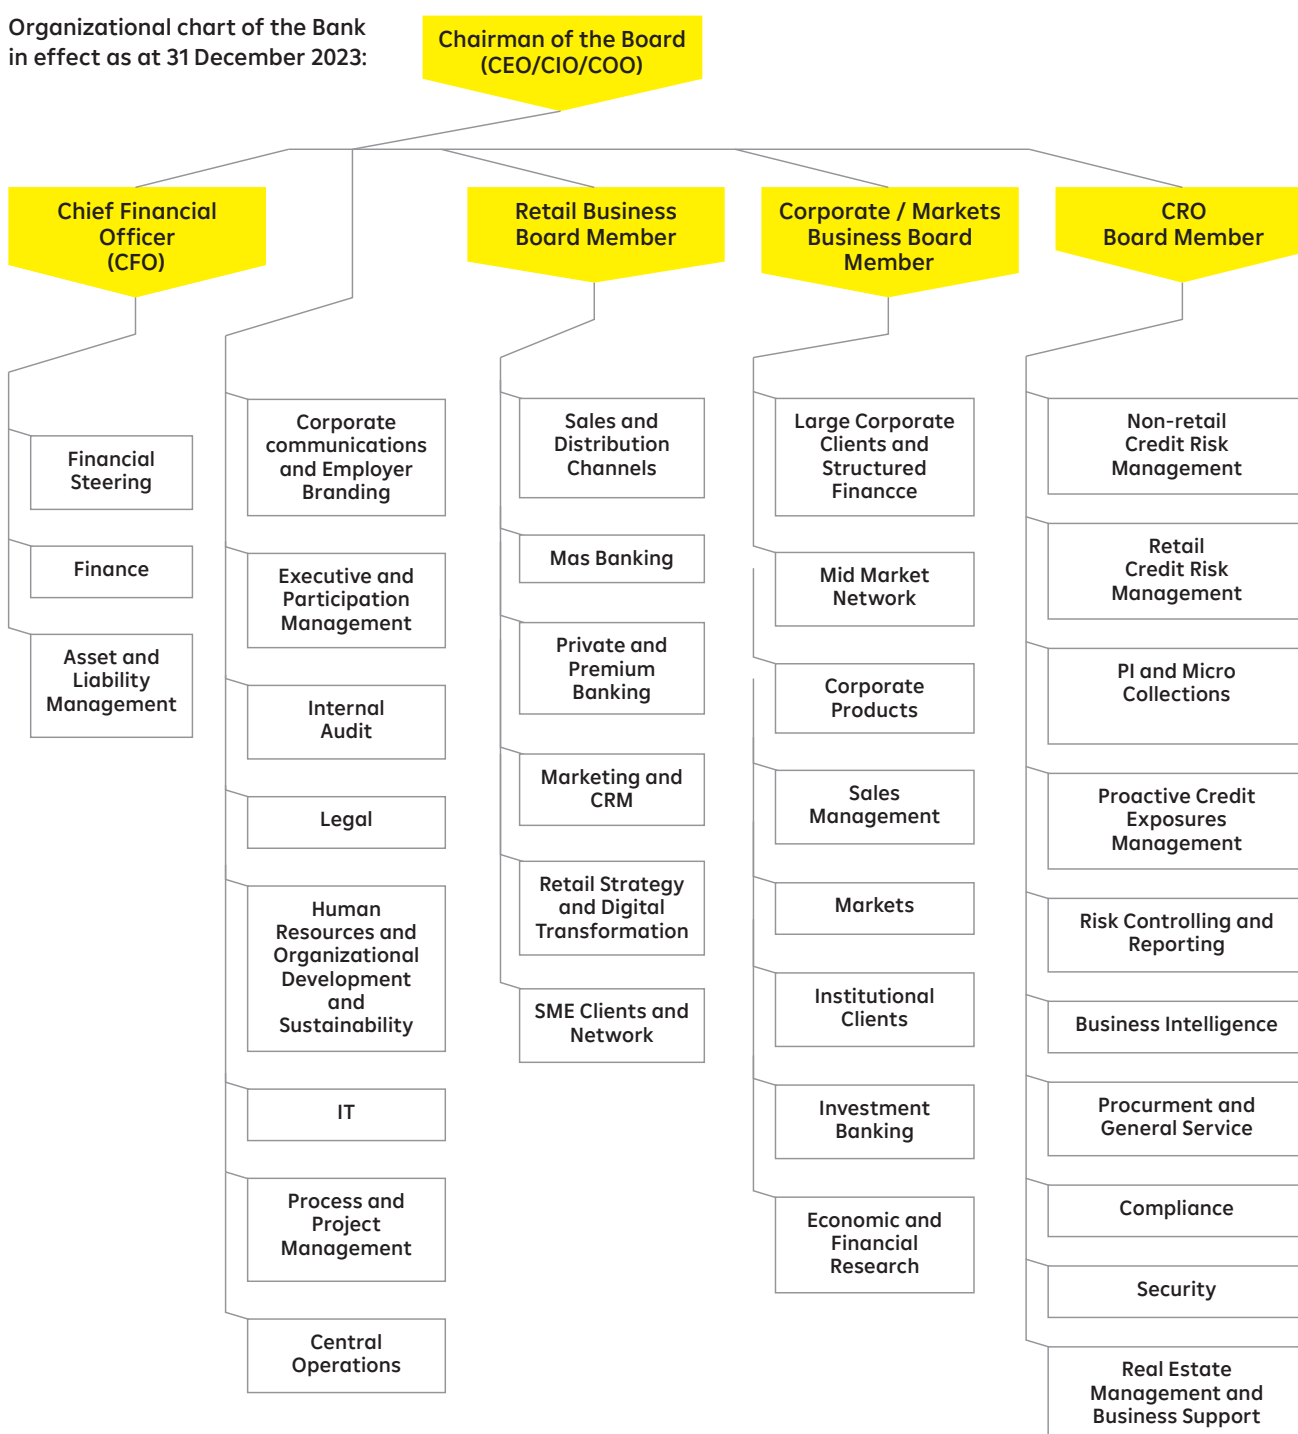 Organizational chart of the Bank
in effect as at 31 December 2023:
Chairman of the Board
(CEO/CIO/COO)
Chief Financial
Officer
(CFO)
Retail Business
Board Member
Corporate / Markets
Business Board
Member
CRO
Board Member
Financial
Steering
Finance
Asset and
Liability
Management
Corporate
communications
and Employer
Branding
Executive and
Participation
Management
Internal
Audit
Legal
Human
Resources and
Organizational
Development
and
Sustainability
IT
Process and
Project
Management
Central
Operations
Sales and
Distribution
Channels
Mas Banking
Private and
Premium
Banking
Marketing and
CRM
Retail Strategy
and Digital
Transformation
SME Clients and
Network
Large Corporate
Clients and
Structured
Financce
Mid Market
Network
Corporate
Products
Sales
Management
Markets
Institutional
Clients
Investment
Banking
Economic and
Financial
Research
Non-retail
Credit Risk
Management
Retail
Credit Risk
Management
PI and Micro
Collections
Proactive Credit
Exposures
Management
Risk Controlling and
Reporting
Business Intelligence
Procurment and
General Service
Compliance
Security
Real Estate
Management and
Business Support